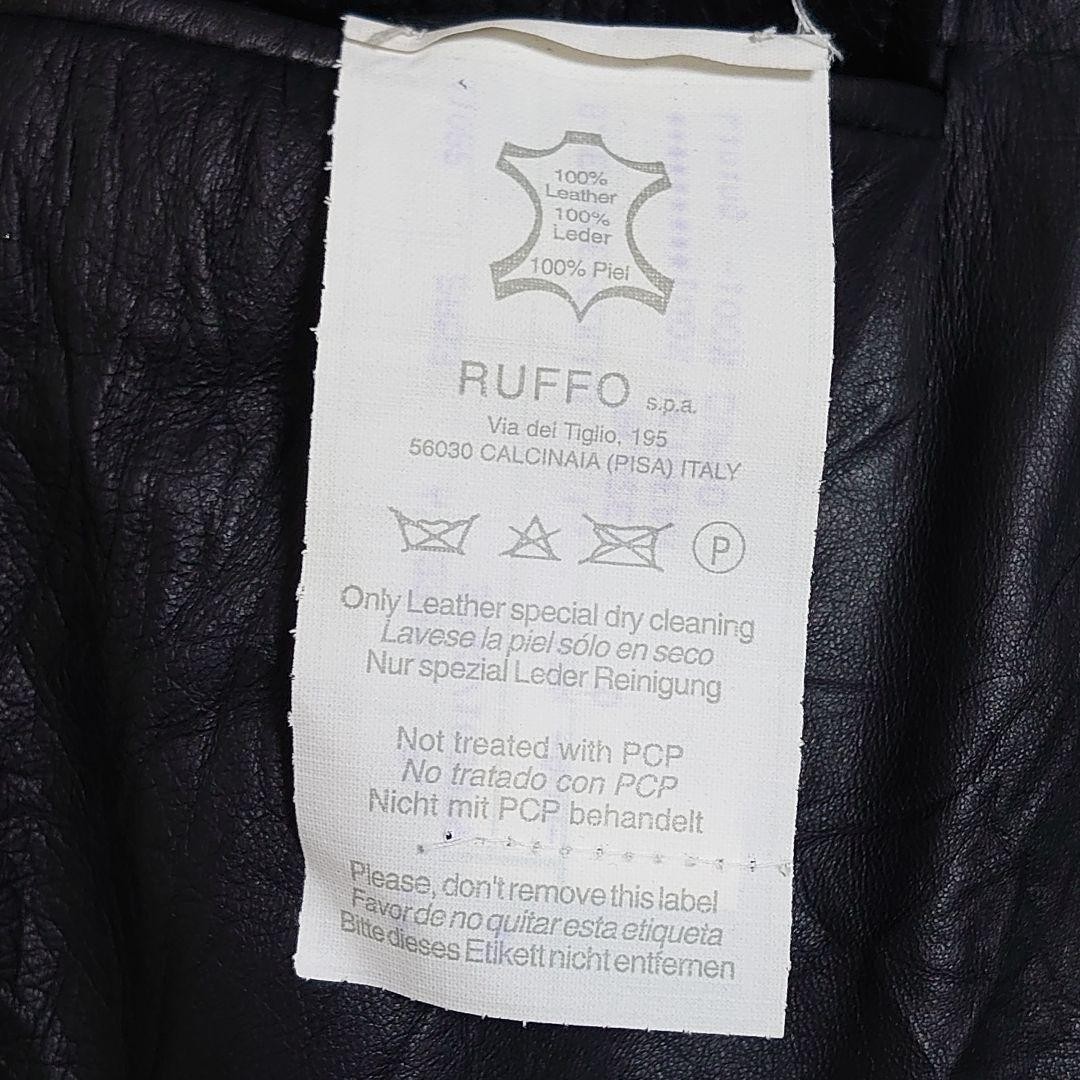 100%
Leather
100%
Leder
100% Piel
RUFFO s.p.a.
Via del Tiglio, 195
56030 CALCINAIA (PISA) ITALY
P
Only Leather special dry cleaning
Lavese la piel sólo en seco
Nur spezial Leder Reinigung
Not treated with PCP
No tratado con PCP
Nicht mit PCP behandelt
Please, don't remove this label
Favor de no quitar esta etiqueta
Bitte dieses Etikett nicht entfernen